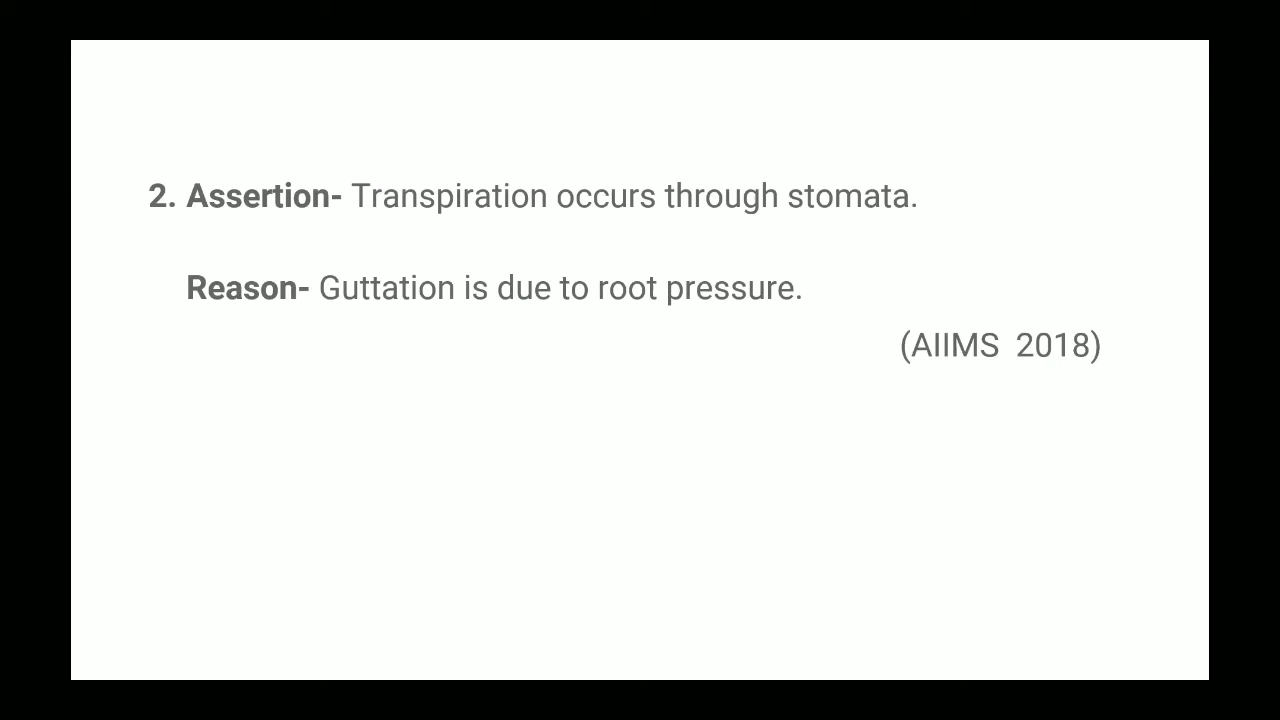 2. Assertion- Transpiration occurs through stomata.
Reason- Guttation is due to root pressure.
(AIIMS 2018)